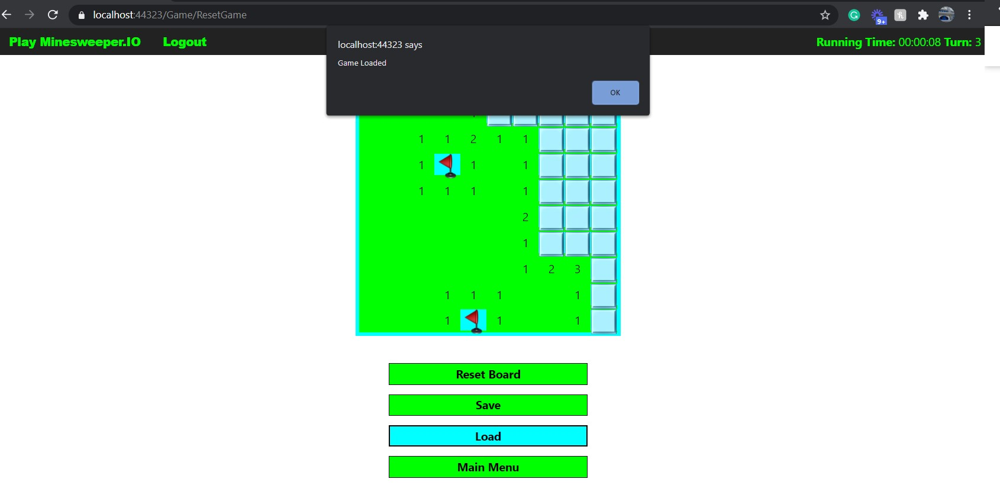 localhost:44323/Game/ResetGame
9+
Play Minesweeper.IO Logout Running Time: 00:00:08 Turn: 3
localhost:44323 says
Game Loaded
OK
1 1 2 1 1
1 1 1
1 1 1 1
2
1
1 2 3
1 1 1 1
1 1 1
Reset Board
Save
Load
Main Menu